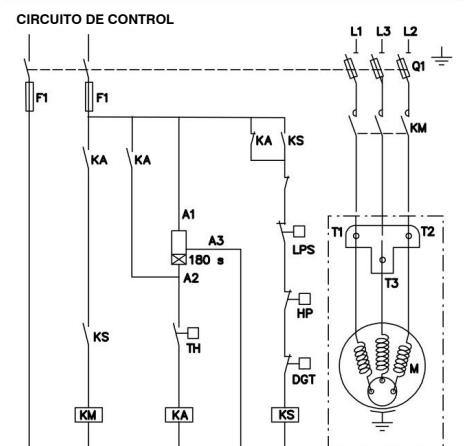 CIRCUITO DE CONTROL
L1 L3 L2
Q1
F1 F1
KM
KA KA KA KS
A1
T1 T2
A3
LPS
180 s
A2
T3
HP
KS
TH
M
DGT
KM KA KS